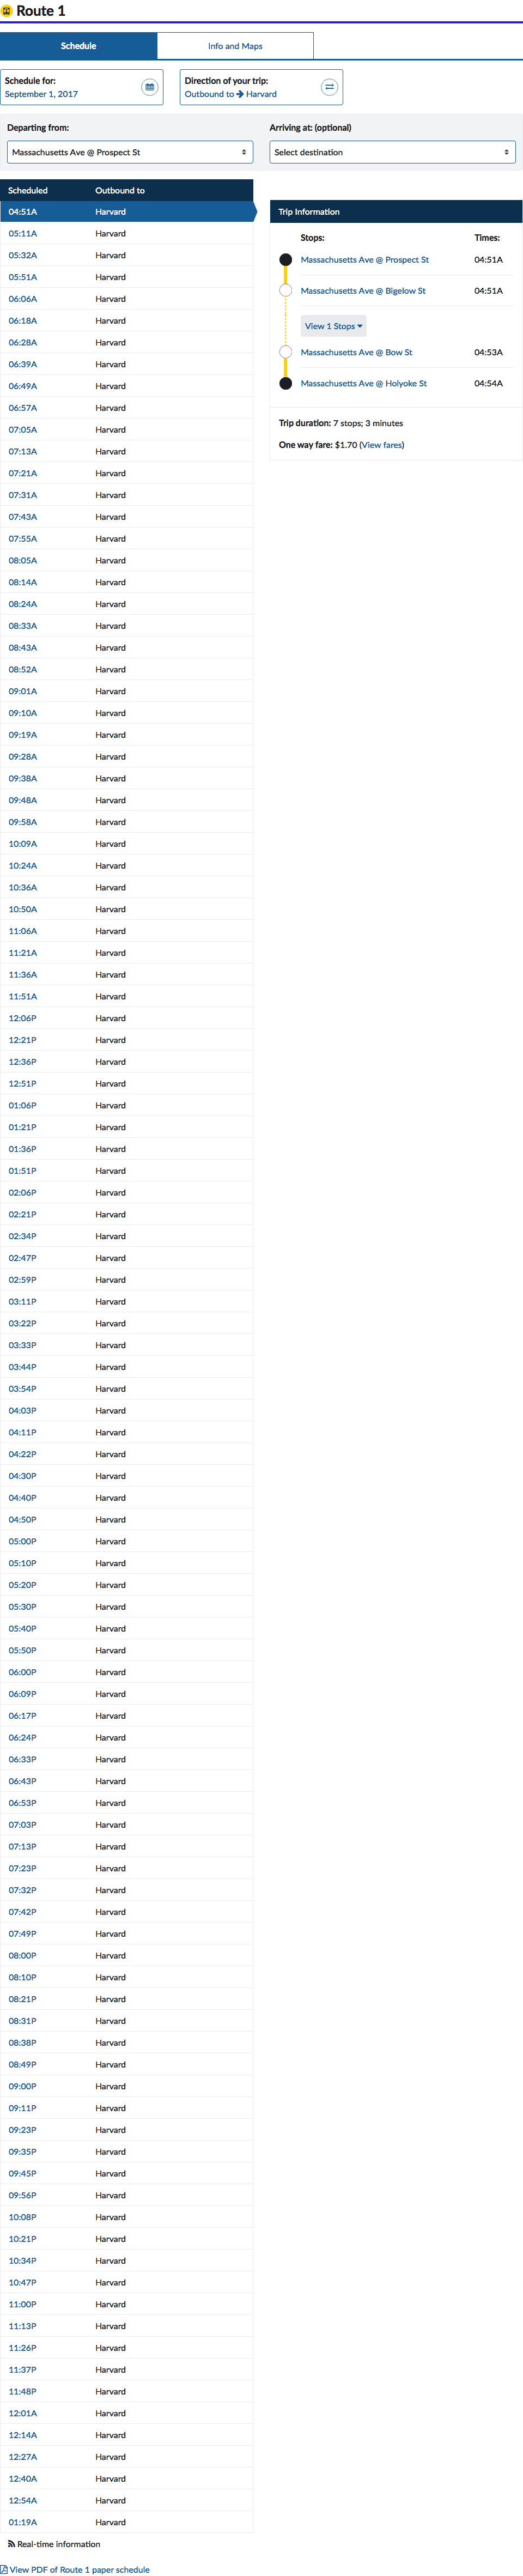 Route 1
Schedule
Info and Maps
Schedule for:
September 1, 2017
Direction of your trip:
Outbound to Harvard
Departing from:
Massachusetts Ave @ Prospect St
Arriving at: (optional)
Select destination
Scheduled Outbound to
04:51A Harvard
05:11A Harvard
05:32A Harvard
05:51A Harvard
06:06A Harvard
06:18A Harvard
06:28A Harvard
06:39A Harvard
06:49A Harvard
06:57A Harvard
07:05A Harvard
07:13A Harvard
07:21A Harvard
07:31A Harvard
07:43A Harvard
07:55A Harvard
08:05A Harvard
08:14A Harvard
08:24A Harvard
08:33A Harvard
08:43A Harvard
08:52A Harvard
09:01A Harvard
09:10A Harvard
09:19A Harvard
09:28A Harvard
09:38A Harvard
09:48A Harvard
09:58A Harvard
10:09A Harvard
10:24A Harvard
10:36A Harvard
10:50A Harvard
11:06A Harvard
11:21A Harvard
11:36A Harvard
11:51A Harvard
12:06P Harvard
12:21P Harvard
12:36P Harvard
12:51P Harvard
01:06P Harvard
01:21P Harvard
01:36P Harvard
01:51P Harvard
02:06P Harvard
02:21P Harvard
02:34P Harvard
02:47P Harvard
02:59P Harvard
03:11P Harvard
03:22P Harvard
03:33P Harvard
03:44P Harvard
03:54P Harvard
04:03P Harvard
04:11P Harvard
04:22P Harvard
04:30P Harvard
04:40P Harvard
04:50P Harvard
05:00P Harvard
05:10P Harvard
05:20P Harvard
05:30P Harvard
05:40P Harvard
05:50P Harvard
06:00P Harvard
06:09P Harvard
06:17P Harvard
06:24P Harvard
06:33P Harvard
06:43P Harvard
06:53P Harvard
07:03P Harvard
07:13P Harvard
07:23P Harvard
07:32P Harvard
07:42P Harvard
07:49P Harvard
08:00P Harvard
08:10P Harvard
08:21P Harvard
08:31P Harvard
08:38P Harvard
08:49P Harvard
09:00P Harvard
09:11P Harvard
09:23P Harvard
09:35P Harvard
09:45P Harvard
09:56P Harvard
10:08P Harvard
10:21P Harvard
10:34P Harvard
10:47P Harvard
11:00P Harvard
11:13P Harvard
11:26P Harvard
11:37P Harvard
11:48P Harvard
12:01A Harvard
12:14A Harvard
12:27A Harvard
12:40A Harvard
12:54A Harvard
01:19A Harvard
Real-time information
View PDF of Route 1 paper schedule
Trip Information
Stops: Times:
Massachusetts Ave @ Prospect St 04:51A
Massachusetts Ave @ Bigelow St 04:51A
View 1 Stops
Massachusetts Ave @ Bow St 04:53A
Massachusetts Ave @ Holyoke St 04:54A
Trip duration: 7 stops; 3 minutes
One way fare: $1.70 (View fares)